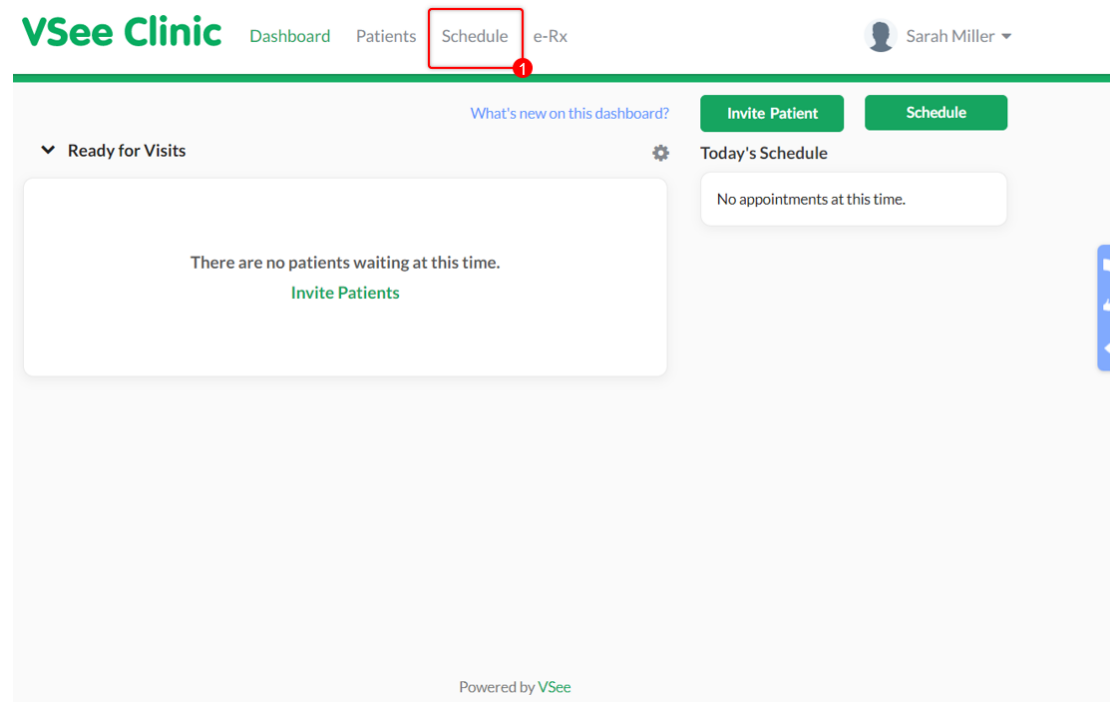 VSee Clinic Dashboard Patients Schedule e-Rx Sarah Miller
1
What's new on this dashboard? Invite Patient Schedule
Ready for Visits Today's Schedule
No appointments at this time.
There are no patients waiting at this time.
Invite Patients
Powered by VSee